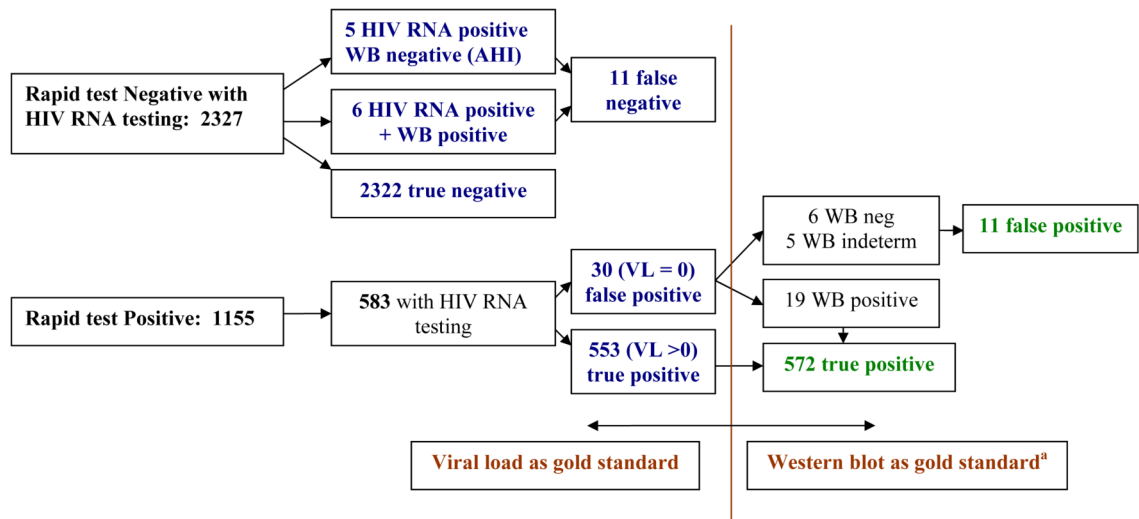 5 HIV RNA positive
WB negative (AHI)
Rapid test Negative with
HIV RNA testing: 2327
11 false
negative
6 HIV RNA positive
+ WB positive
2322 true negative
6 WB neg
5 WB indeterm
11 false positive
30 (VL = 0)
false positive
583 with HIV RNA
testing
19 WB positive
Rapid test Positive: 1155
553 (VL >0)
true positive
572 true positive
Viral load as gold standard
Western blot as gold standardᵃ